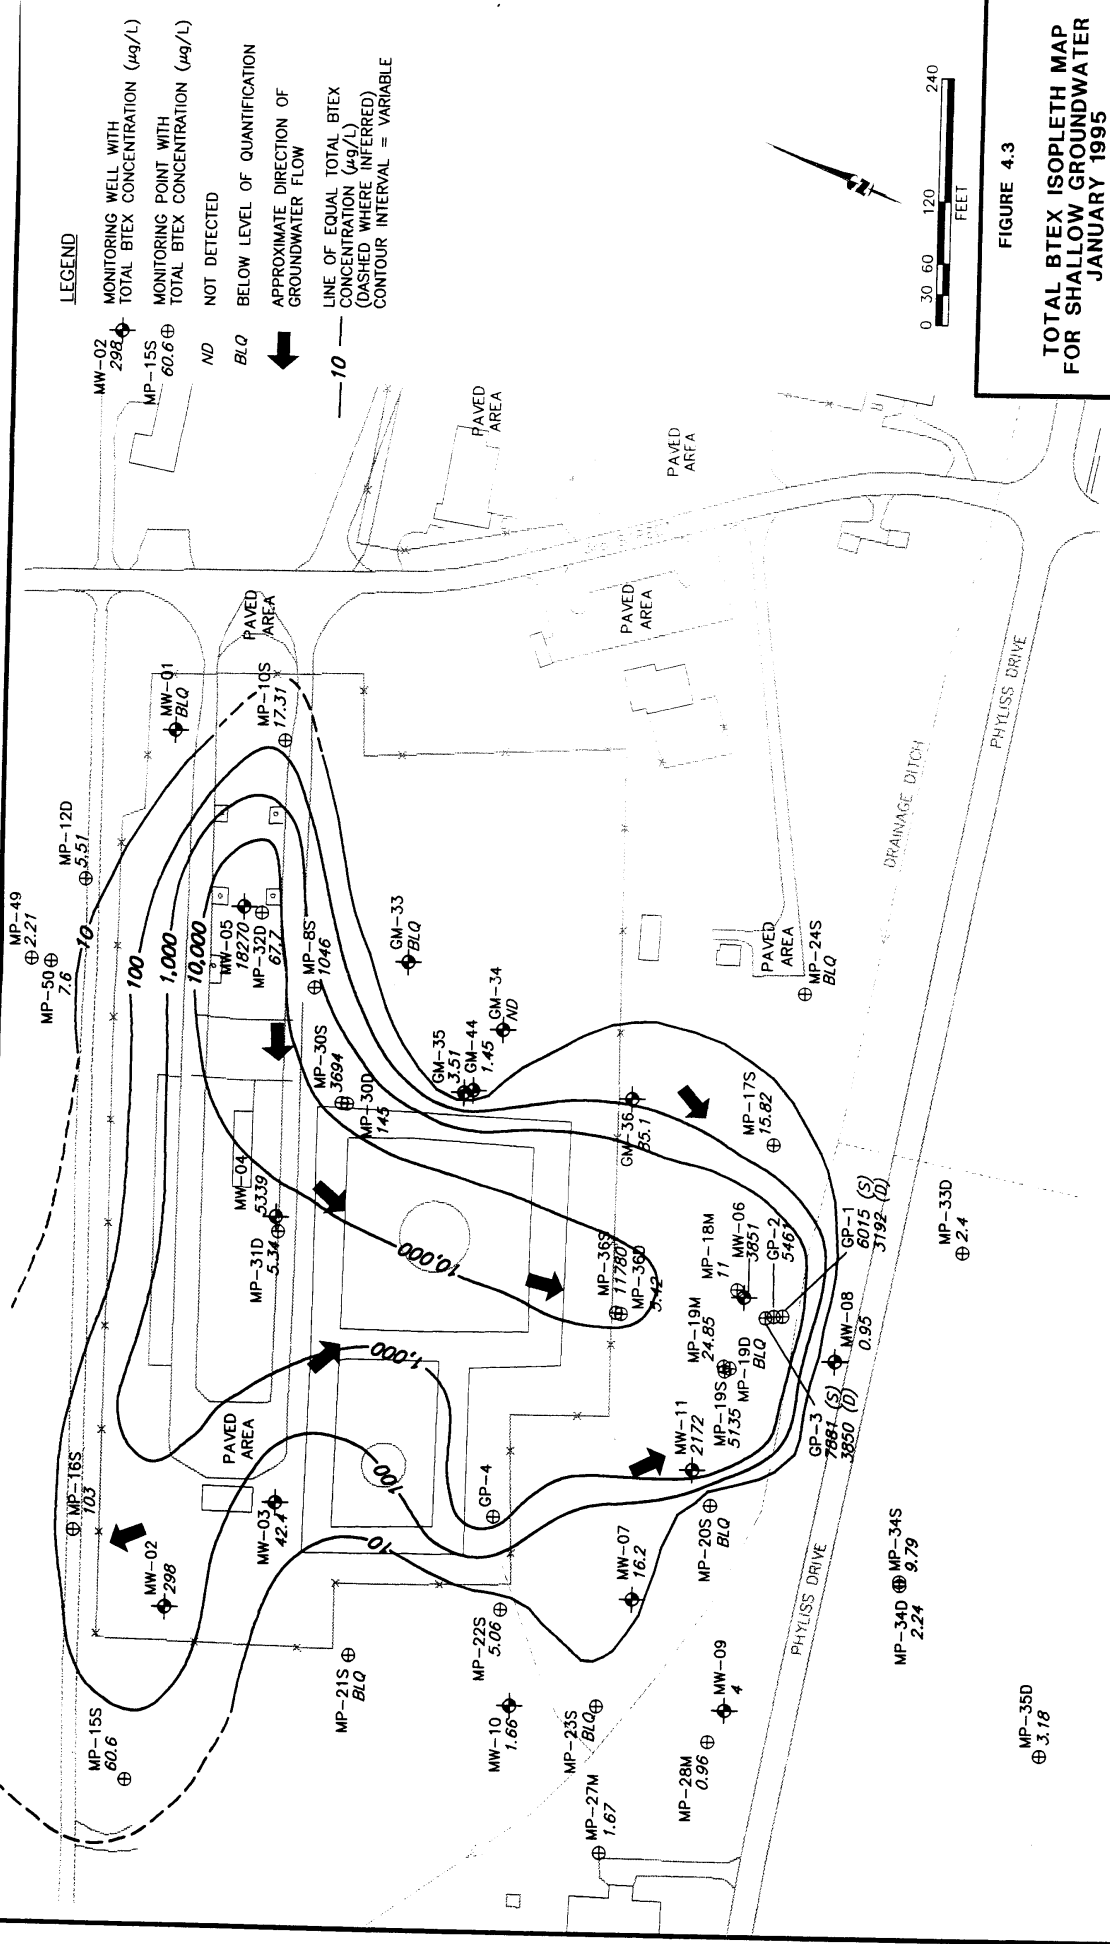 LEGEND
MW-02
298
MONITORING WELL WITH
TOTAL BTEX CONCENTRATION (µg/L)
MP-15S
60.6
MONITORING POINT WITH
TOTAL BTEX CONCENTRATION (µg/L)
ND
NOT DETECTED
BLQ
BELOW LEVEL OF QUANTIFICATION
APPROXIMATE DIRECTION OF
GROUNDWATER FLOW
10
LINE OF EQUAL TOTAL BTEX
CONCENTRATION (µg/L)
(DASHED WHERE INFERRED)
CONTOUR INTERVAL = VARIABLE
N
0 30 60 120 240
FEET
FIGURE 4.3
TOTAL BTEX ISOPLETH MAP
FOR SHALLOW GROUNDWATER
JANUARY 1995
MP-49
2.21
MP-50
7.6
MP-12D
5.51
MW-01
BLQ
MP-10S
17.31
PAVED
AREA
PAVED
AREA
PAVED
AREA
PAVED
AREA
10
100
1,000
10,000
MW-05
18270
MP-32D
67.7
MP-8S
1046
GM-33
BLQ
GM-34
ND
GM-35
3.51
GM-44
1.45
MP-30S
3694
MP-30D
145
MW-04
5339
MP-31D
5.34
10,000
GM-36
85.1
MP-36S
11780
MP-36D
5.42
MP-18M
11
MW-06
3851
GP-2
5461
GP-1
6015 (S)
3192 (D)
MP-17S
15.82
PAVED
AREA
MP-24S
BLQ
DRAINAGE DITCH
PHYLISS DRIVE
MP-33D
2.4
MW-08
0.95
MP-19M
24.85
MP-19D
BLQ
MP-19S
5135
GP-3
7881 (S)
3850 (D)
MW-11
2172
1,000
100
10
GP-4
PAVED
AREA
MP-16S
103
MW-02
298
MW-03
42.4
MP-15S
60.6
MP-21S
BLQ
MP-22S
5.06
MW-07
16.2
MP-20S
BLQ
MW-10
1.66
MP-23S
BLQ
MW-09
4
MP-28M
0.96
MP-27M
1.67
PHYLISS DRIVE
MP-34S
9.79
MP-34D
2.24
MP-35D
3.18